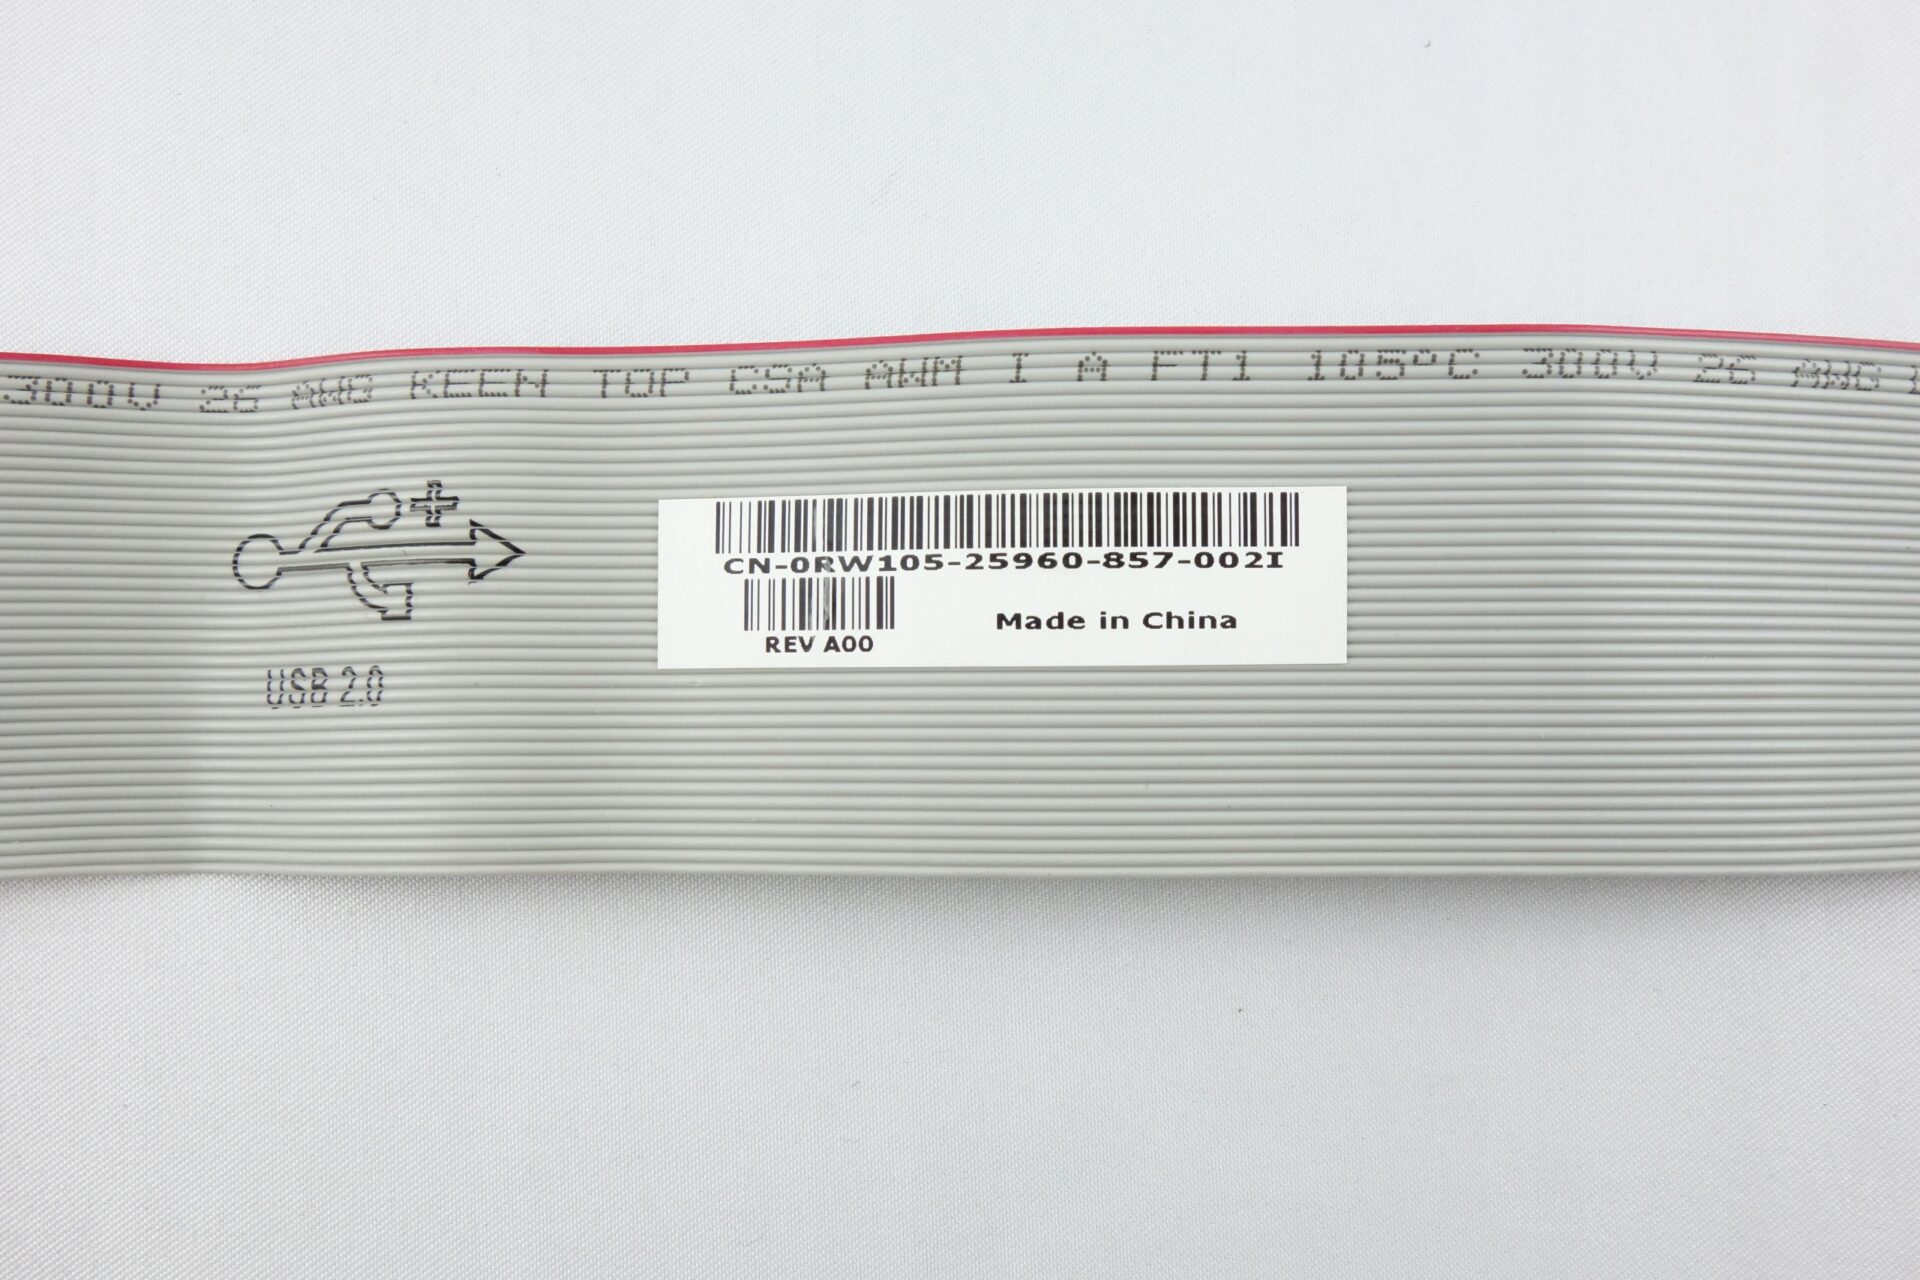 300V 26 AWG KEEN TOP CSA AWM I A FT1 105°C 300V 26 AWG
CN-0RW105-25960-857-002I
REV A00
Made in China
USB 2.0